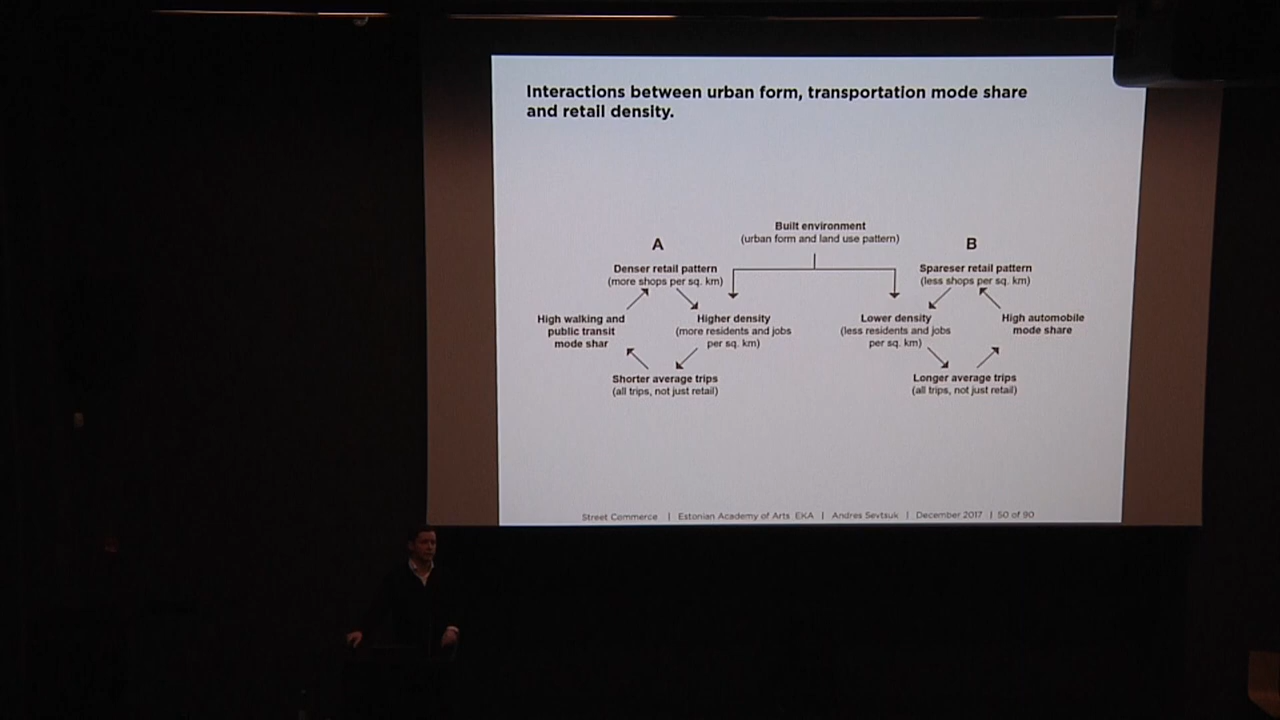 Interactions between urban form, transportation mode share
and retail density.
Built environment
(urban form and land use pattern)
A
Denser retail pattern
(more shops per sq. km)
High walking and
public transit
mode shar
Higher density
(more residents and jobs
per sq. km)
Shorter average trips
(all trips, not just retail)
B
Spareser retail pattern
(less shops per sq. km)
Lower density
(less residents and jobs
per sq. km)
High automobile
mode share
Longer average trips
(all trips, not just retail)
Street Commerce | Estonian Academy of Arts EKA | Andres Sevtsuk | December 2017 | 50 of 90